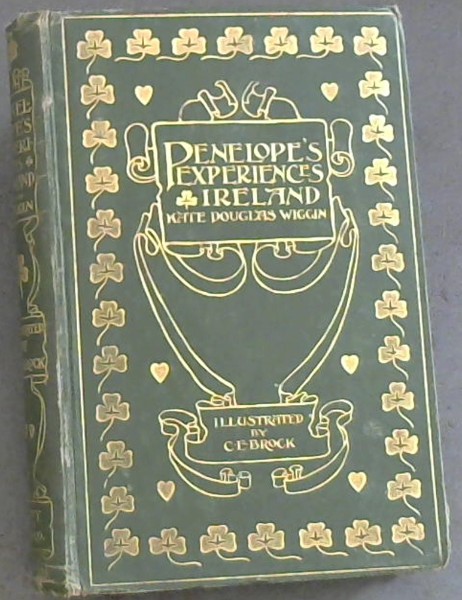 PENELOPE'S
EXPERIENCES
IRELAND
KATE DOUGLAS WIGGIN
ILLUSTRATED
BY
C·E·BROCK